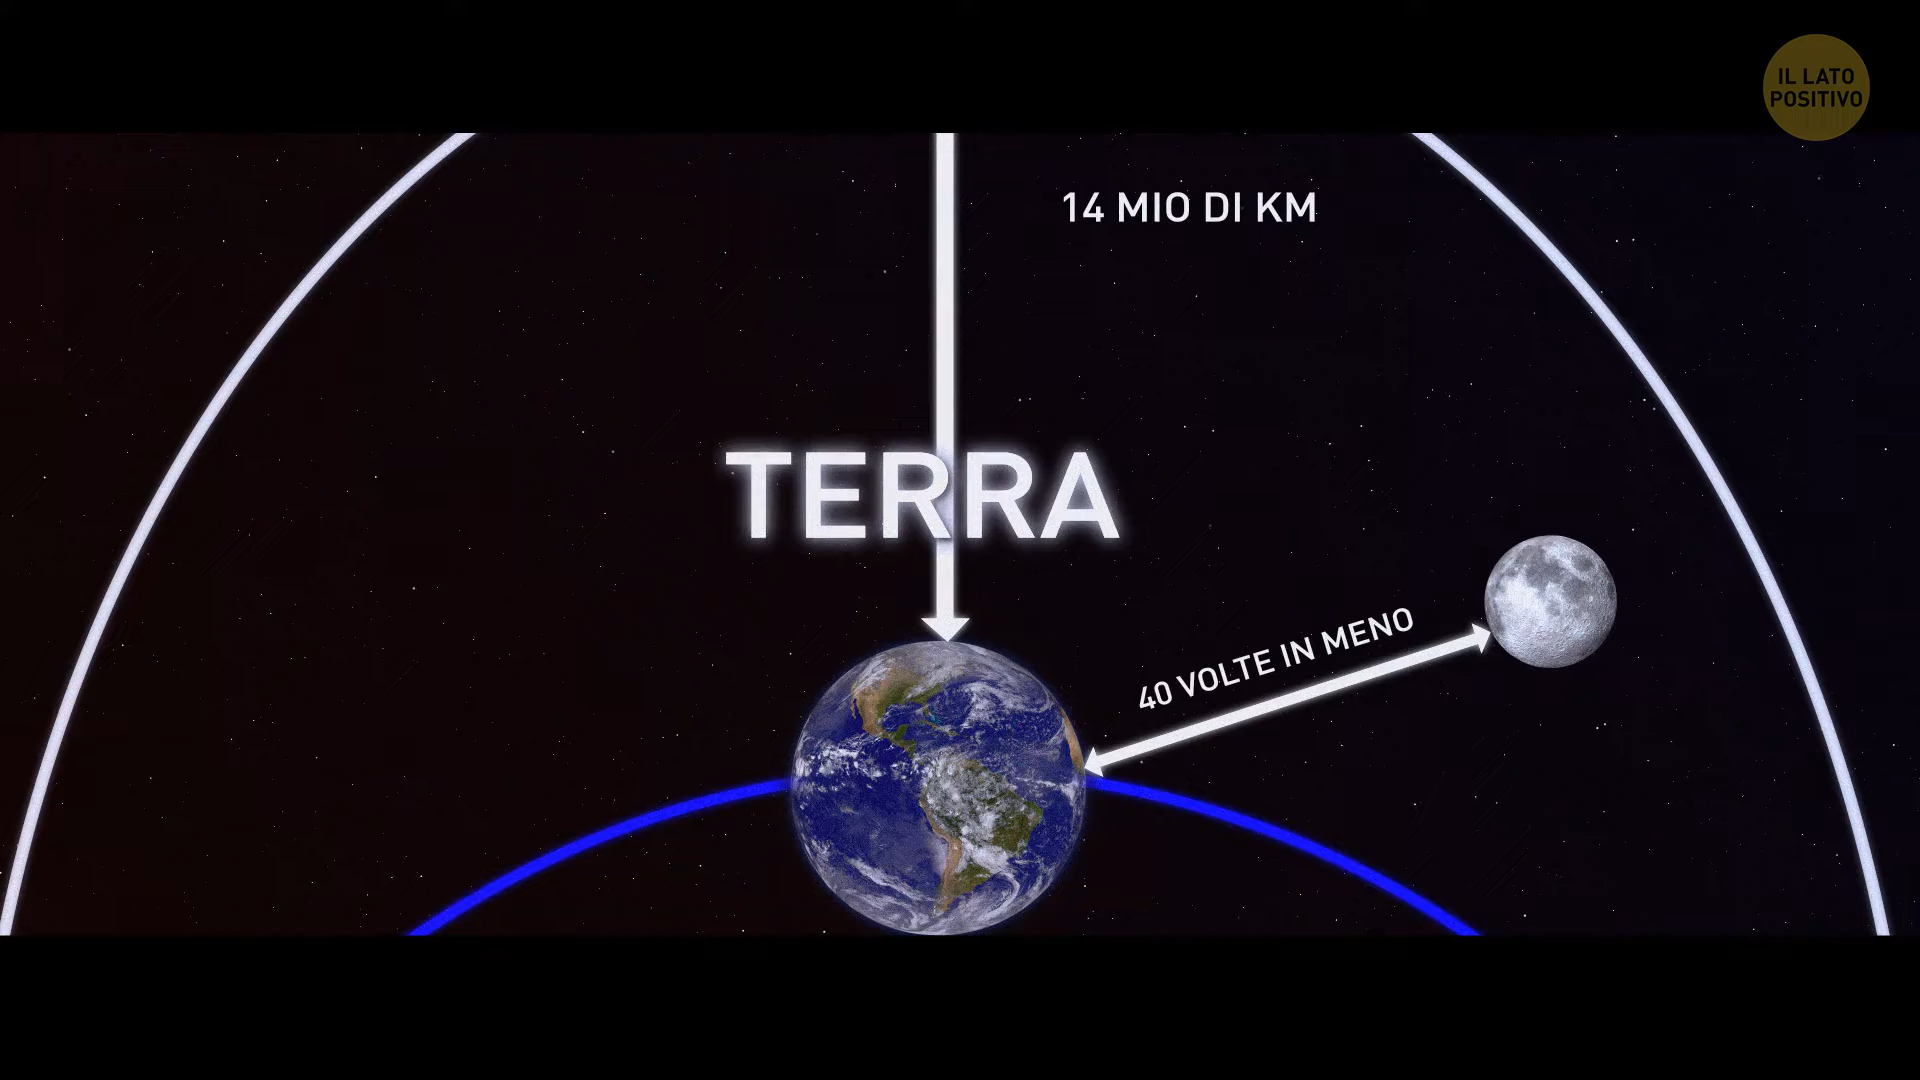 IL LATO
POSITIVO
14 MIO DI KM
TERRA
40 VOLTE IN MENO